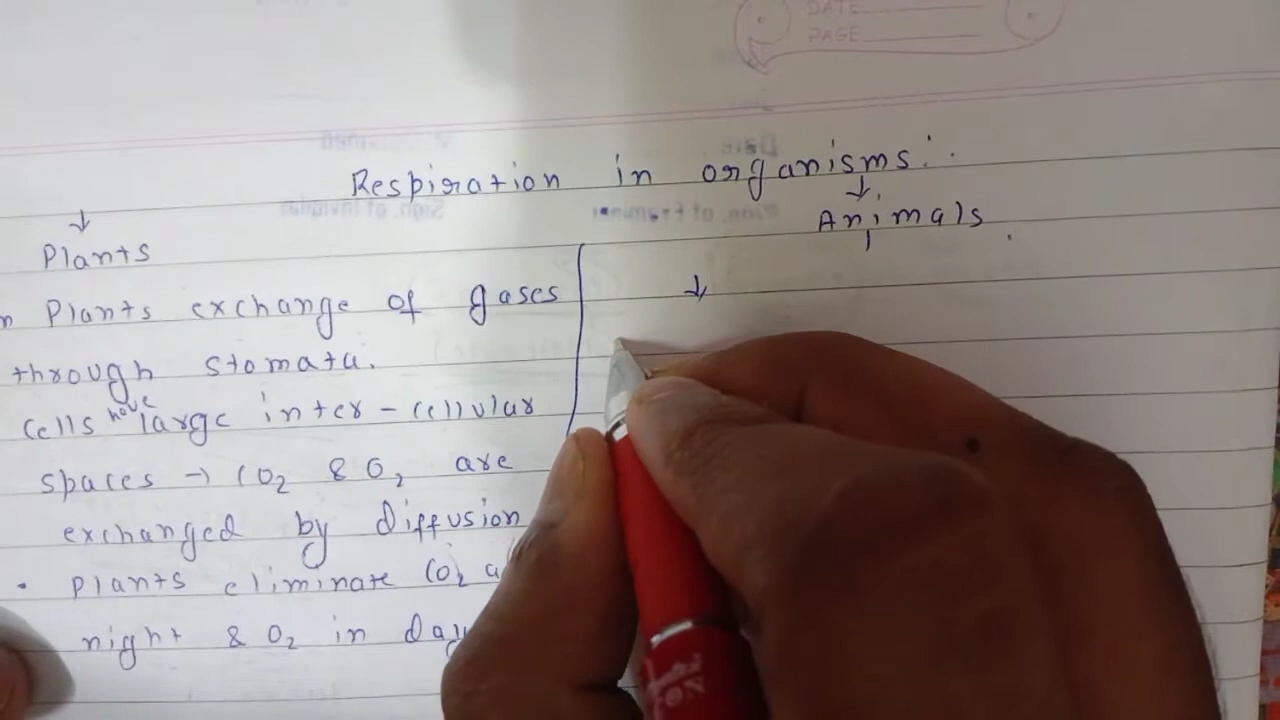 DATE
PAGE
Respiration in organisms:
Animals
Plants
Plants exchange of gases
through stomata.
cells have large inter-cellular
spaces → CO2 & O2 are
exchanged by diffusion
• Plants eliminate CO2
night & O2 in day